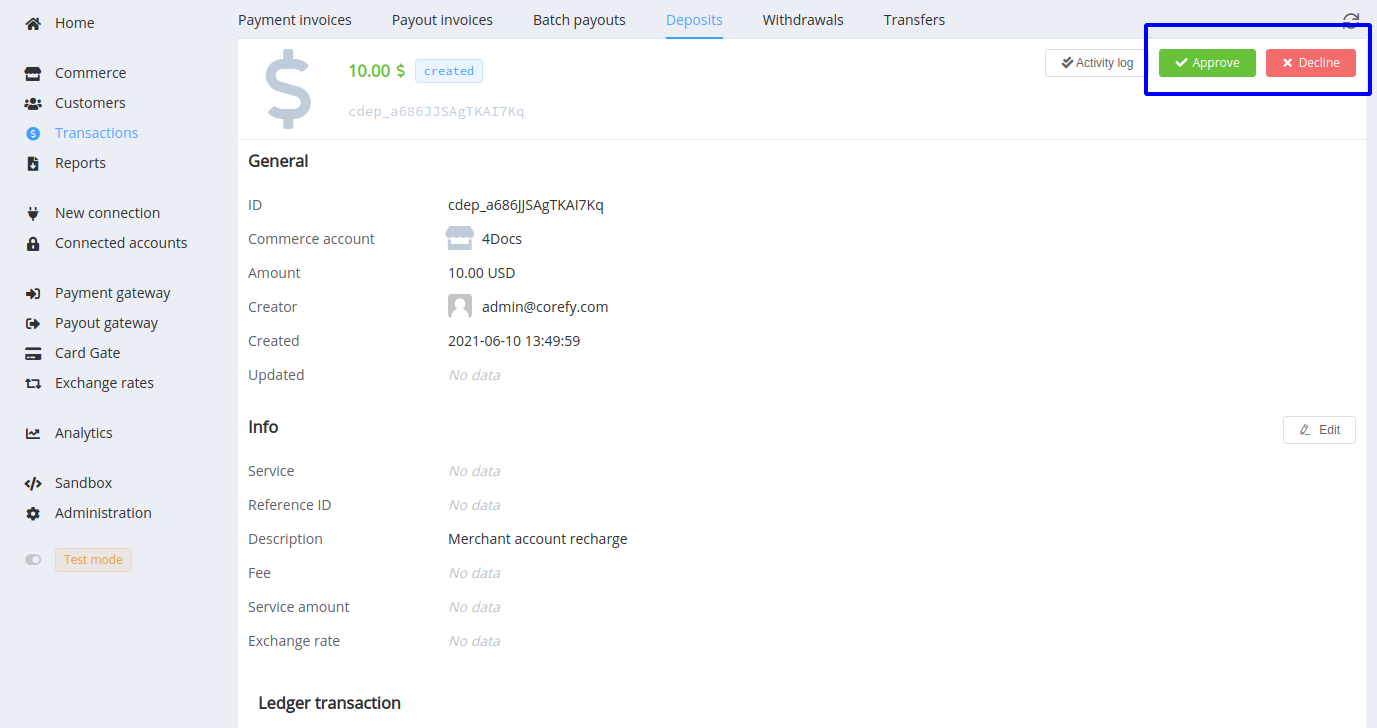 Home
Commerce
Customers
Transactions
Reports
New connection
Connected accounts
Payment gateway
Payout gateway
Card Gate
Exchange rates
Analytics
Sandbox
Administration
Test mode
Payment invoices Payout invoices Batch payouts Deposits Withdrawals Transfers
10.00 $ created
cdep_a686JJSAgTKAI7Kq
Activity log Approve Decline
General
ID cdep_a686JJSAgTKAI7Kq
Commerce account 4Docs
Amount 10.00 USD
Creator admin@corefy.com
Created 2021-06-10 13:49:59
Updated No data
Info Edit
Service No data
Reference ID No data
Description Merchant account recharge
Fee No data
Service amount No data
Exchange rate No data
Ledger transaction